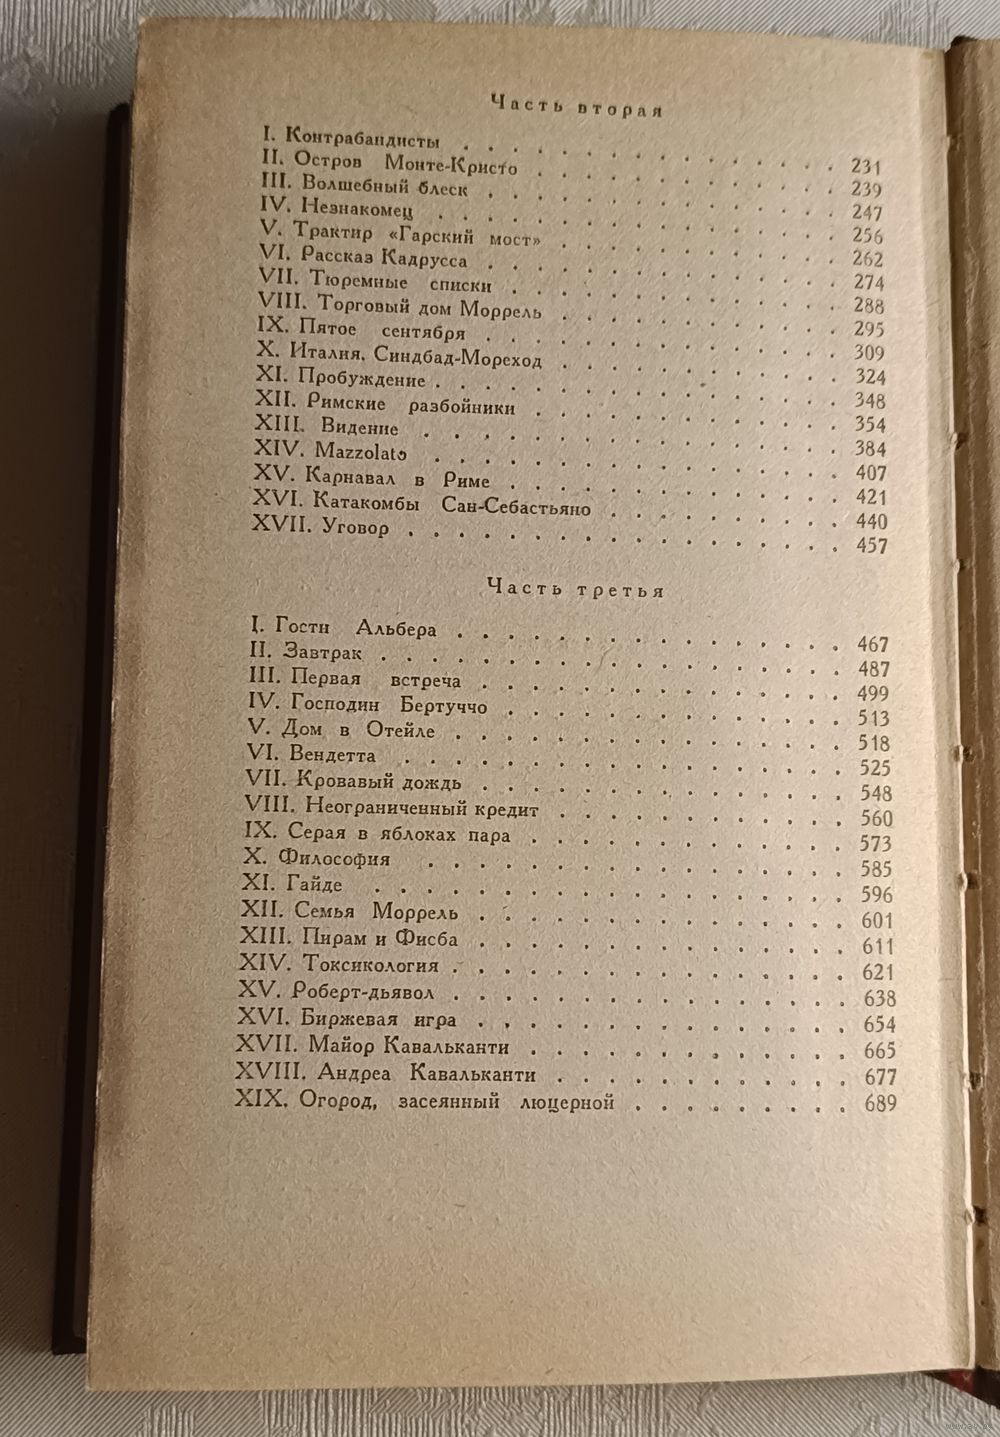 Часть вторая
I. Контрабандисты . . . . . . . . . . . . . . . 231
II. Остров Монте-Кристо . . . . . . . . . . . . 239
III. Волшебный блеск . . . . . . . . . . . . . . 247
IV. Незнакомец . . . . . . . . . . . . . . . . 256
V. Трактир «Гарский мост» . . . . . . . . . . . 262
VI. Рассказ Кадрусса . . . . . . . . . . . . . . 274
VII. Тюремные списки . . . . . . . . . . . . . 288
VIII. Торговый дом Моррель . . . . . . . . . . . 295
IX. Пятое сентября . . . . . . . . . . . . . . 309
X. Италия. Синдбад-Мореход . . . . . . . . . . . 324
XI. Пробуждение . . . . . . . . . . . . . . . . 348
XII. Римские разбойники . . . . . . . . . . . . 354
XIII. Видение . . . . . . . . . . . . . . . . . 384
XIV. Mazzolato . . . . . . . . . . . . . . . . 407
XV. Карнавал в Риме . . . . . . . . . . . . . 421
XVI. Катакомбы Сан-Себастьяно . . . . . . . . . 440
XVII. Уговор . . . . . . . . . . . . . . . . . 457
Часть третья
I. Гости Альбера . . . . . . . . . . . . . . . 467
II. Завтрак . . . . . . . . . . . . . . . . . . 487
III. Первая встреча . . . . . . . . . . . . . . 499
IV. Господин Бертуччо . . . . . . . . . . . . . 513
V. Дом в Отейле . . . . . . . . . . . . . . . . 518
VI. Вендетта . . . . . . . . . . . . . . . . . 525
VII. Кровавый дождь . . . . . . . . . . . . . . 548
VIII. Неограниченный кредит . . . . . . . . . . . 560
IX. Серая в яблоках пара . . . . . . . . . . . . 573
X. Философия . . . . . . . . . . . . . . . . . 585
XI. Гайде . . . . . . . . . . . . . . . . . . . 596
XII. Семья Моррель . . . . . . . . . . . . . . 601
XIII. Пирам и Фисба . . . . . . . . . . . . . . 611
XIV. Токсикология . . . . . . . . . . . . . . . 621
XV. Роберт-дьявол . . . . . . . . . . . . . . . 638
XVI. Биржевая игра . . . . . . . . . . . . . . 654
XVII. Майор Кавальканти . . . . . . . . . . . . 665
XVIII. Андреа Кавальканти . . . . . . . . . . . 677
XIX. Огород, засеянный люцерной . . . . . . . . . 689